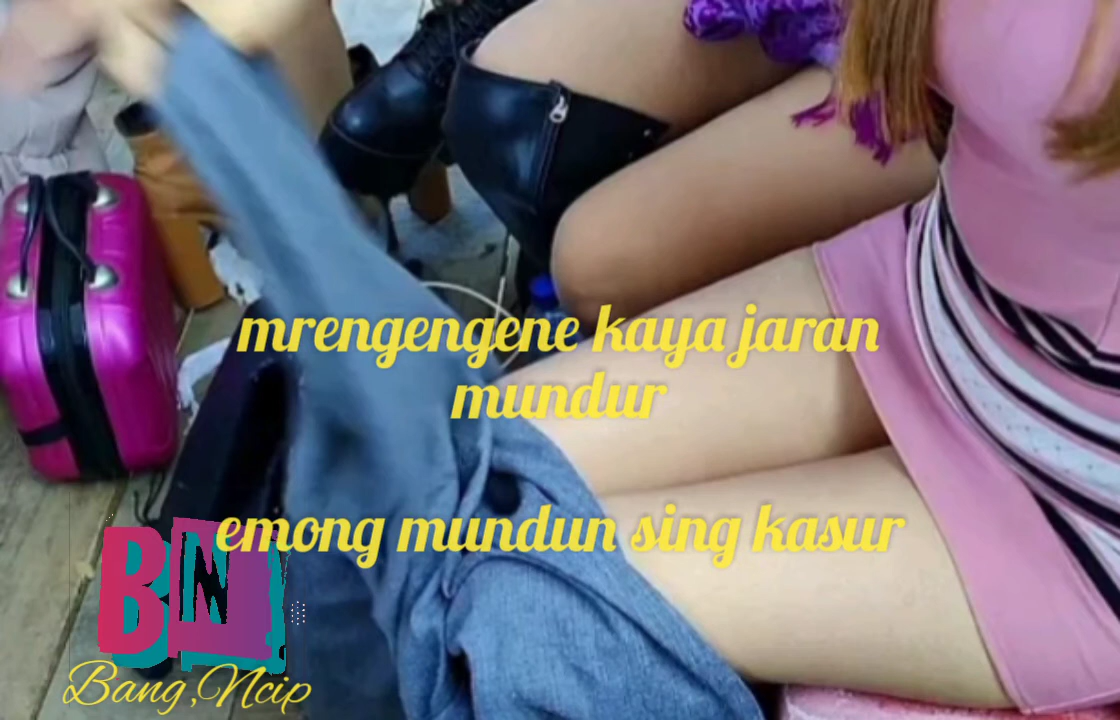 mrengengene kaya jaran
mundur
emong mundun sing kasur
BN
Bang,Ncip